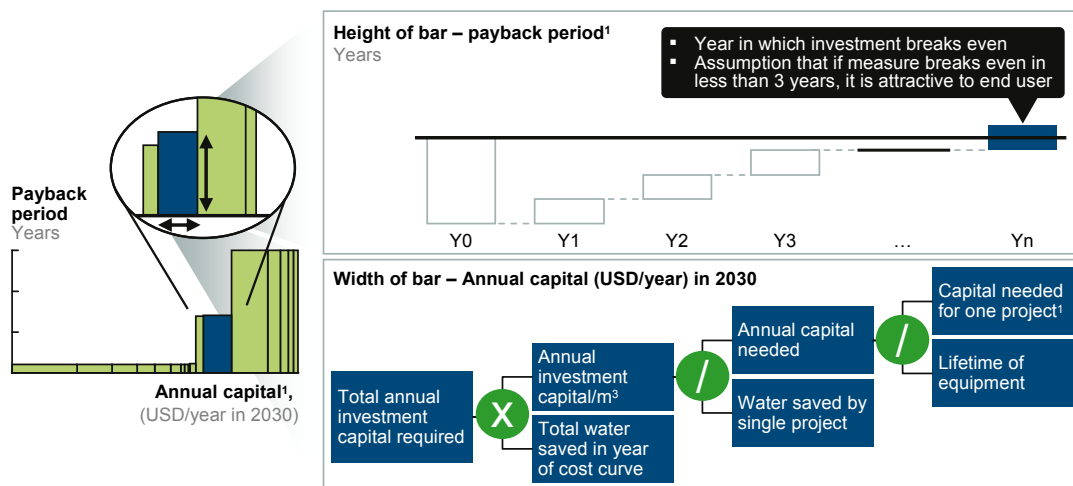 Payback
period
Years
Annual capital¹,
(USD/year in 2030)
Height of bar – payback period¹
Years
▪ Year in which investment breaks even
▪ Assumption that if measure breaks even in
less than 3 years, it is attractive to end user
Y0 Y1 Y2 Y3 … Yn
Width of bar – Annual capital (USD/year) in 2030
Total annual
investment
capital required
X
Annual
investment
capital/m³
Total water
saved in year
of cost curve
/
Annual capital
needed
Water saved by
single project
/
Capital needed
for one project¹
Lifetime of
equipment